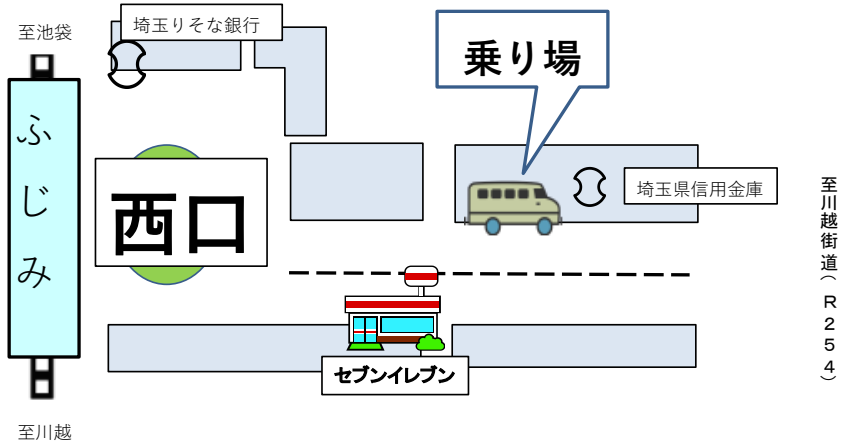 至池袋
埼玉りそな銀行
乗り場
ふじみ
西口
埼玉県信用金庫
至川越街道(R254)
セブンイレブン
至川越